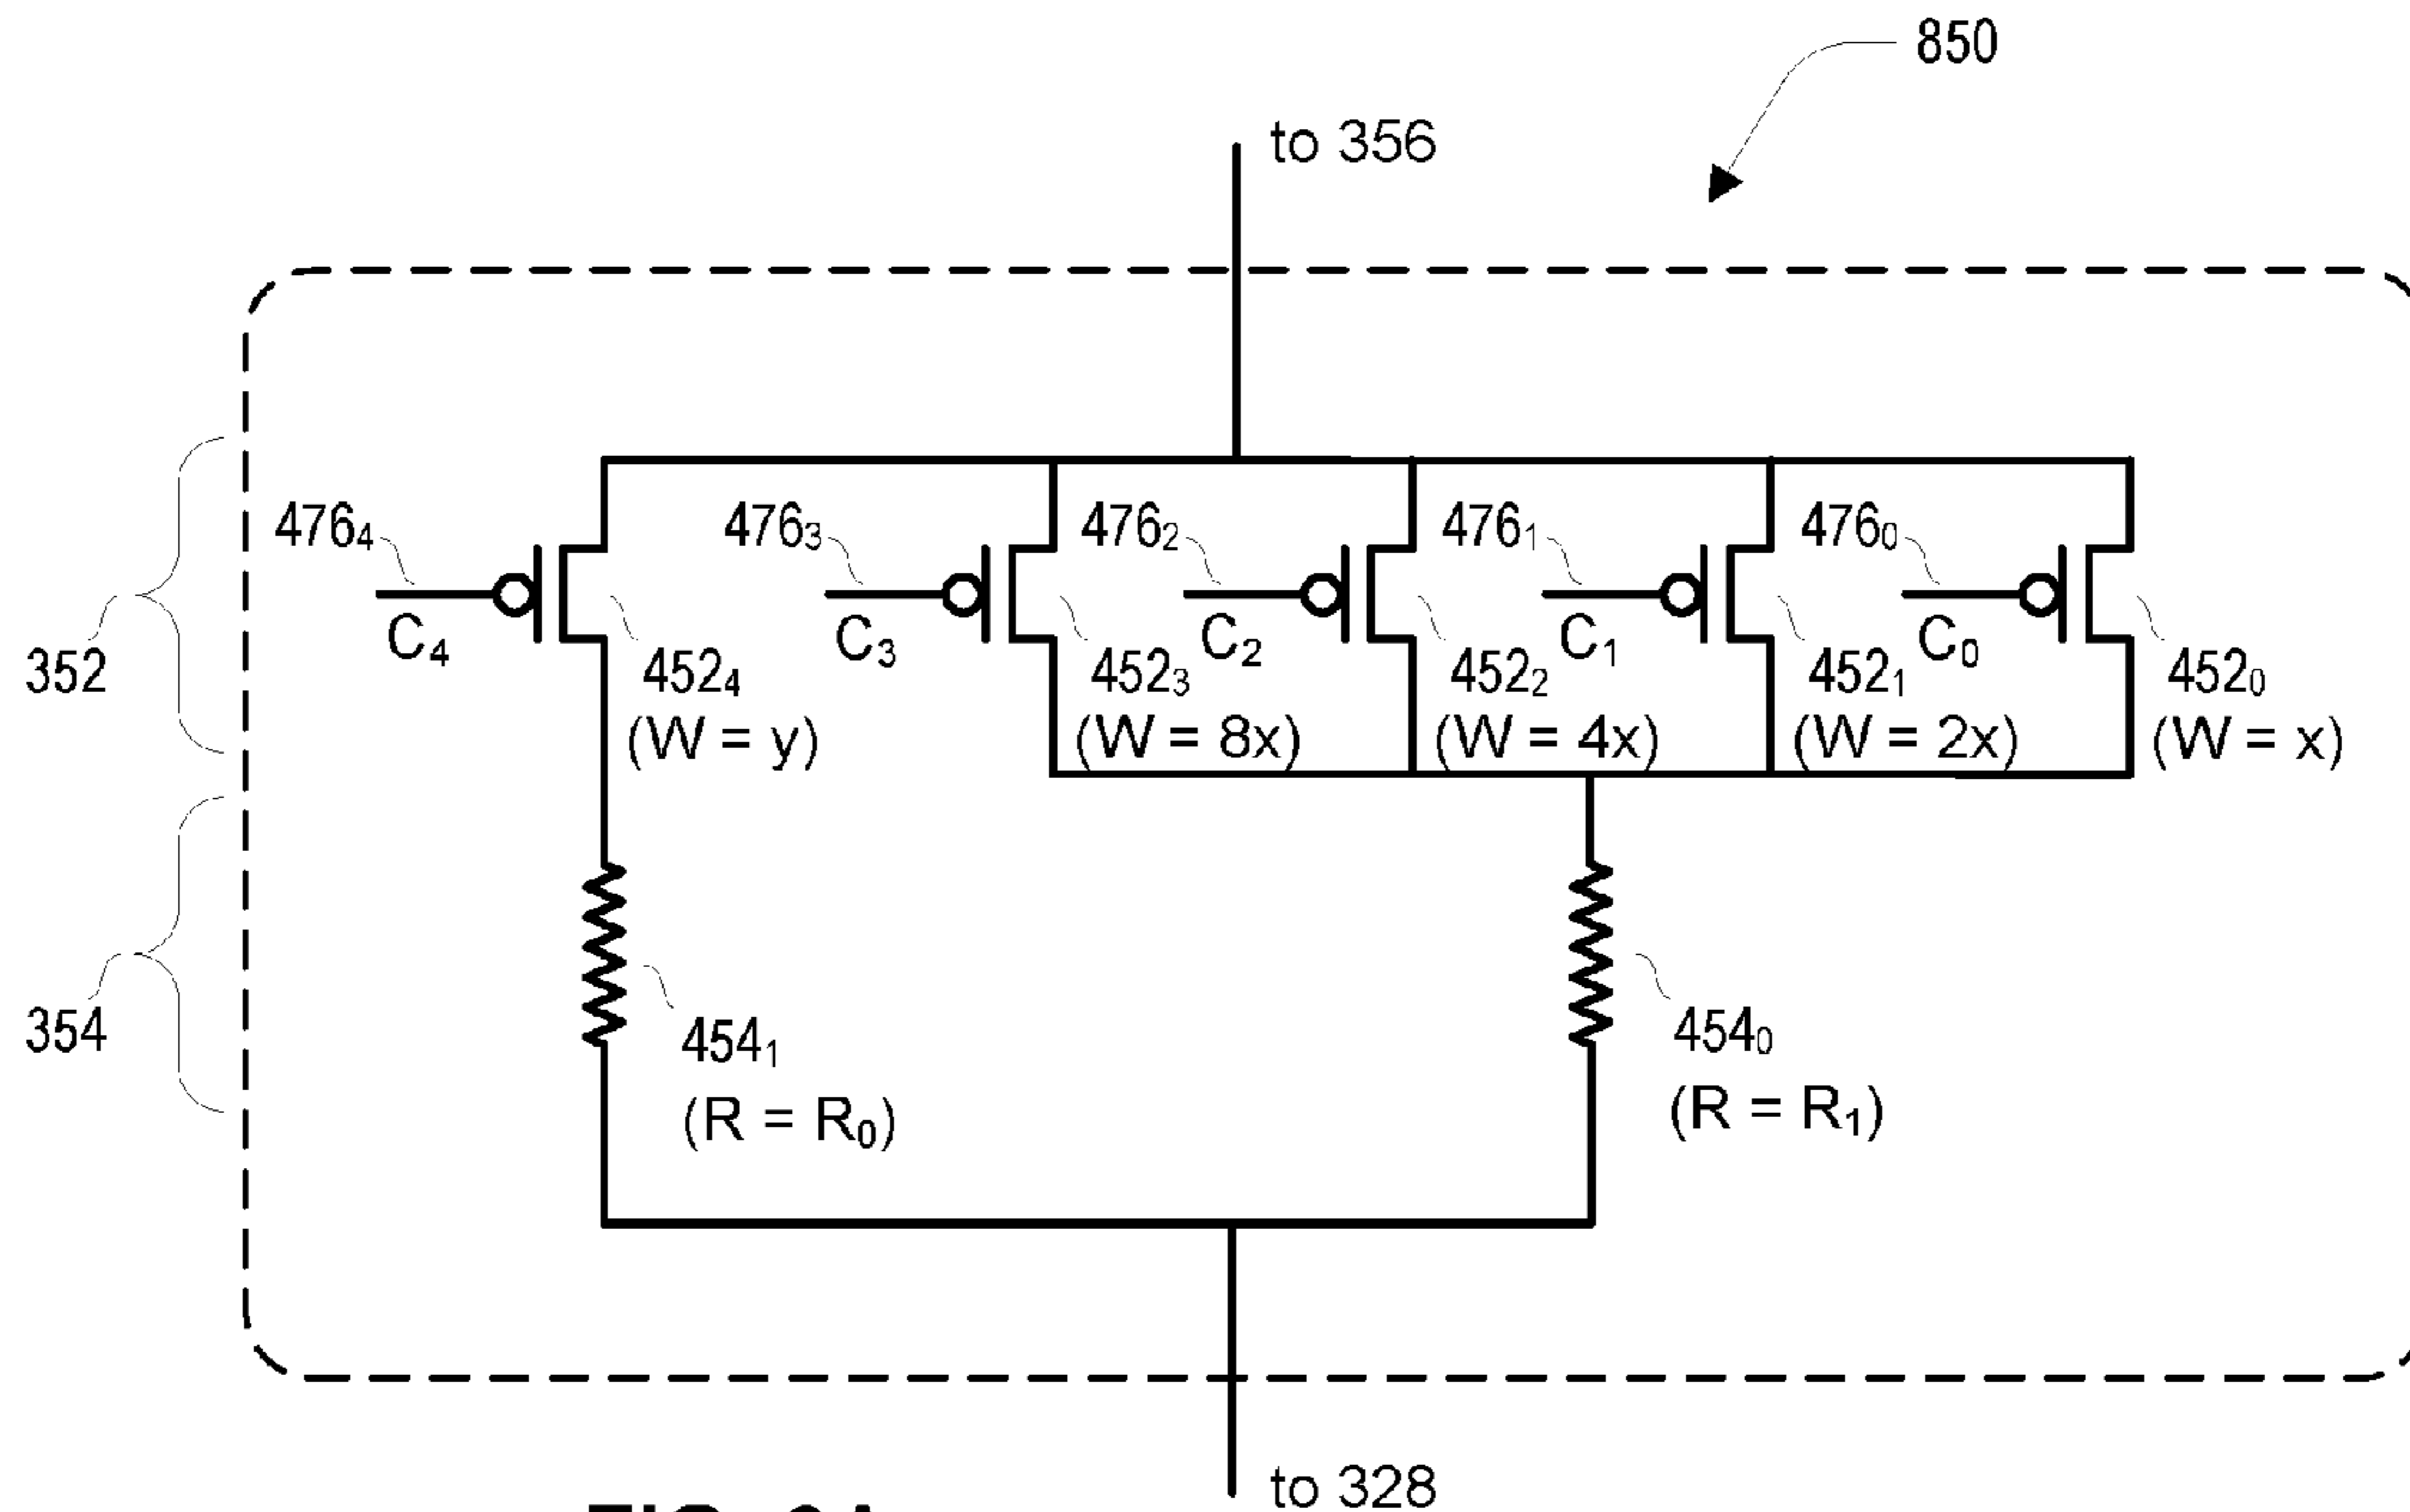 850
to 356
476₄
476₃
476₂
476₁
476₀
C₄
C₃
C₂
C₁
C₀
352
452₄
(W = y)
452₃
(W = 8x)
452₂
(W = 4x)
452₁
(W = 2x)
452₀
(W = x)
354
454₁
(R = R₀)
454₀
(R = R₁)
to 328